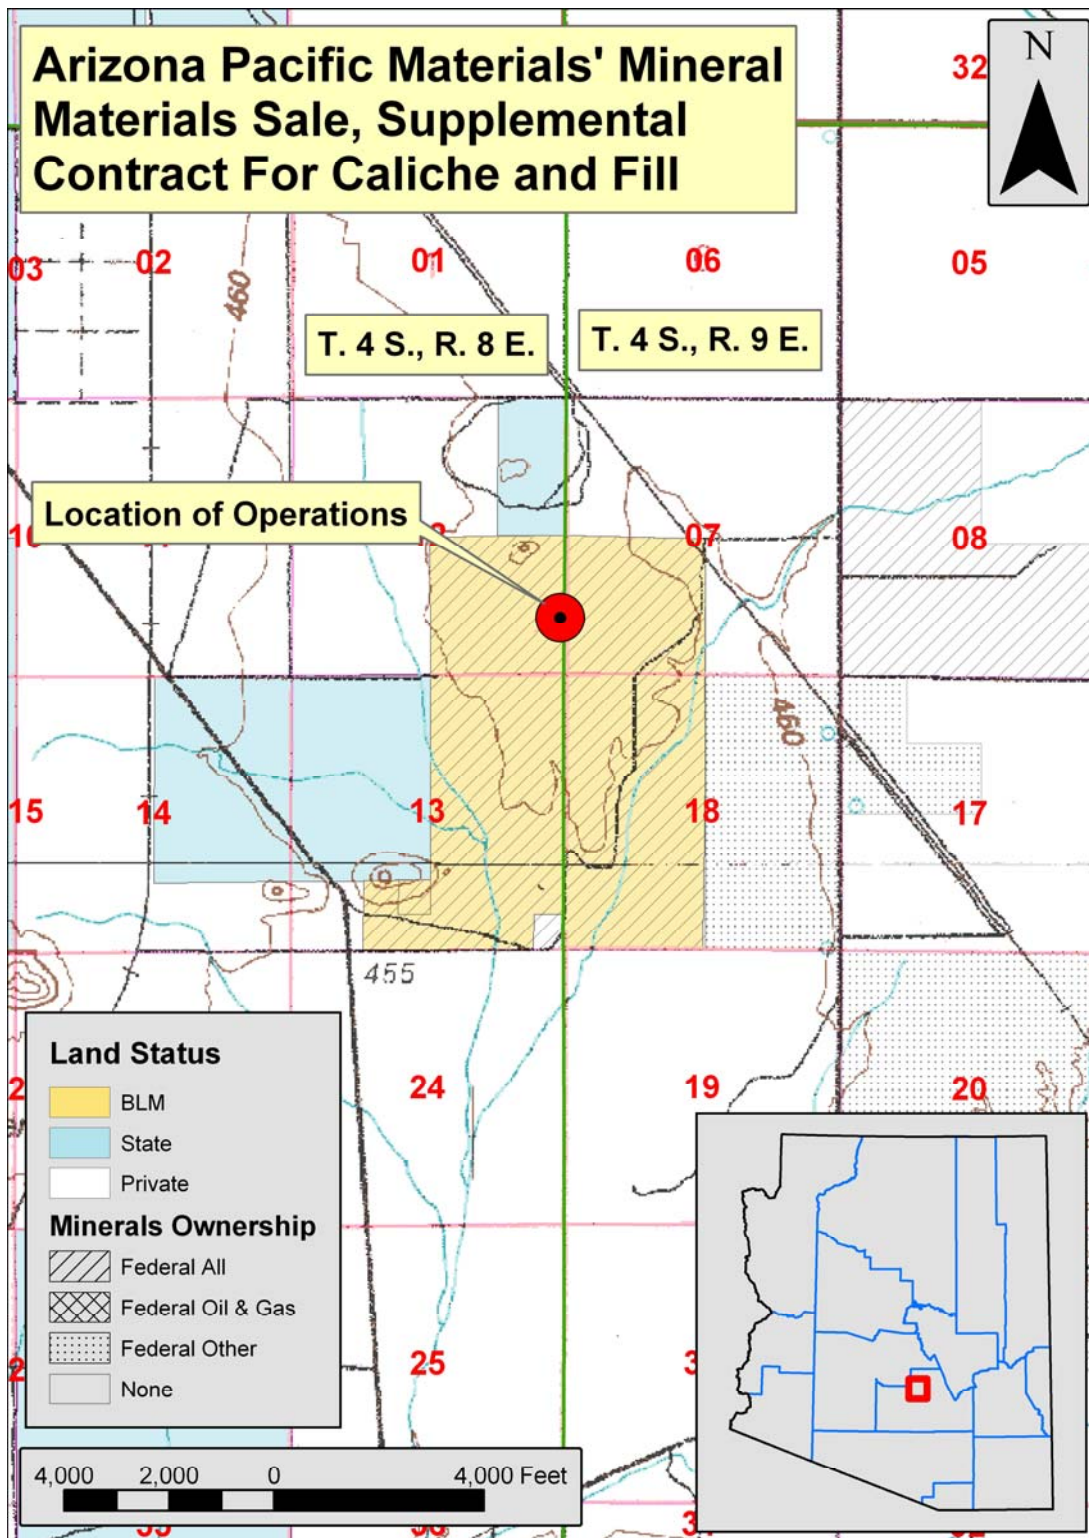 Arizona Pacific Materials' Mineral
Materials Sale, Supplemental
Contract For Caliche and Fill
N
32
03
02
01
06
05
460
T. 4 S., R. 8 E.
T. 4 S., R. 9 E.
Location of Operations
07
08
460
15
14
13
18
17
455
24
19
20
25
Land Status
BLM
State
Private
Minerals Ownership
Federal All
Federal Oil & Gas
Federal Other
None
4,000 2,000 0 4,000 Feet